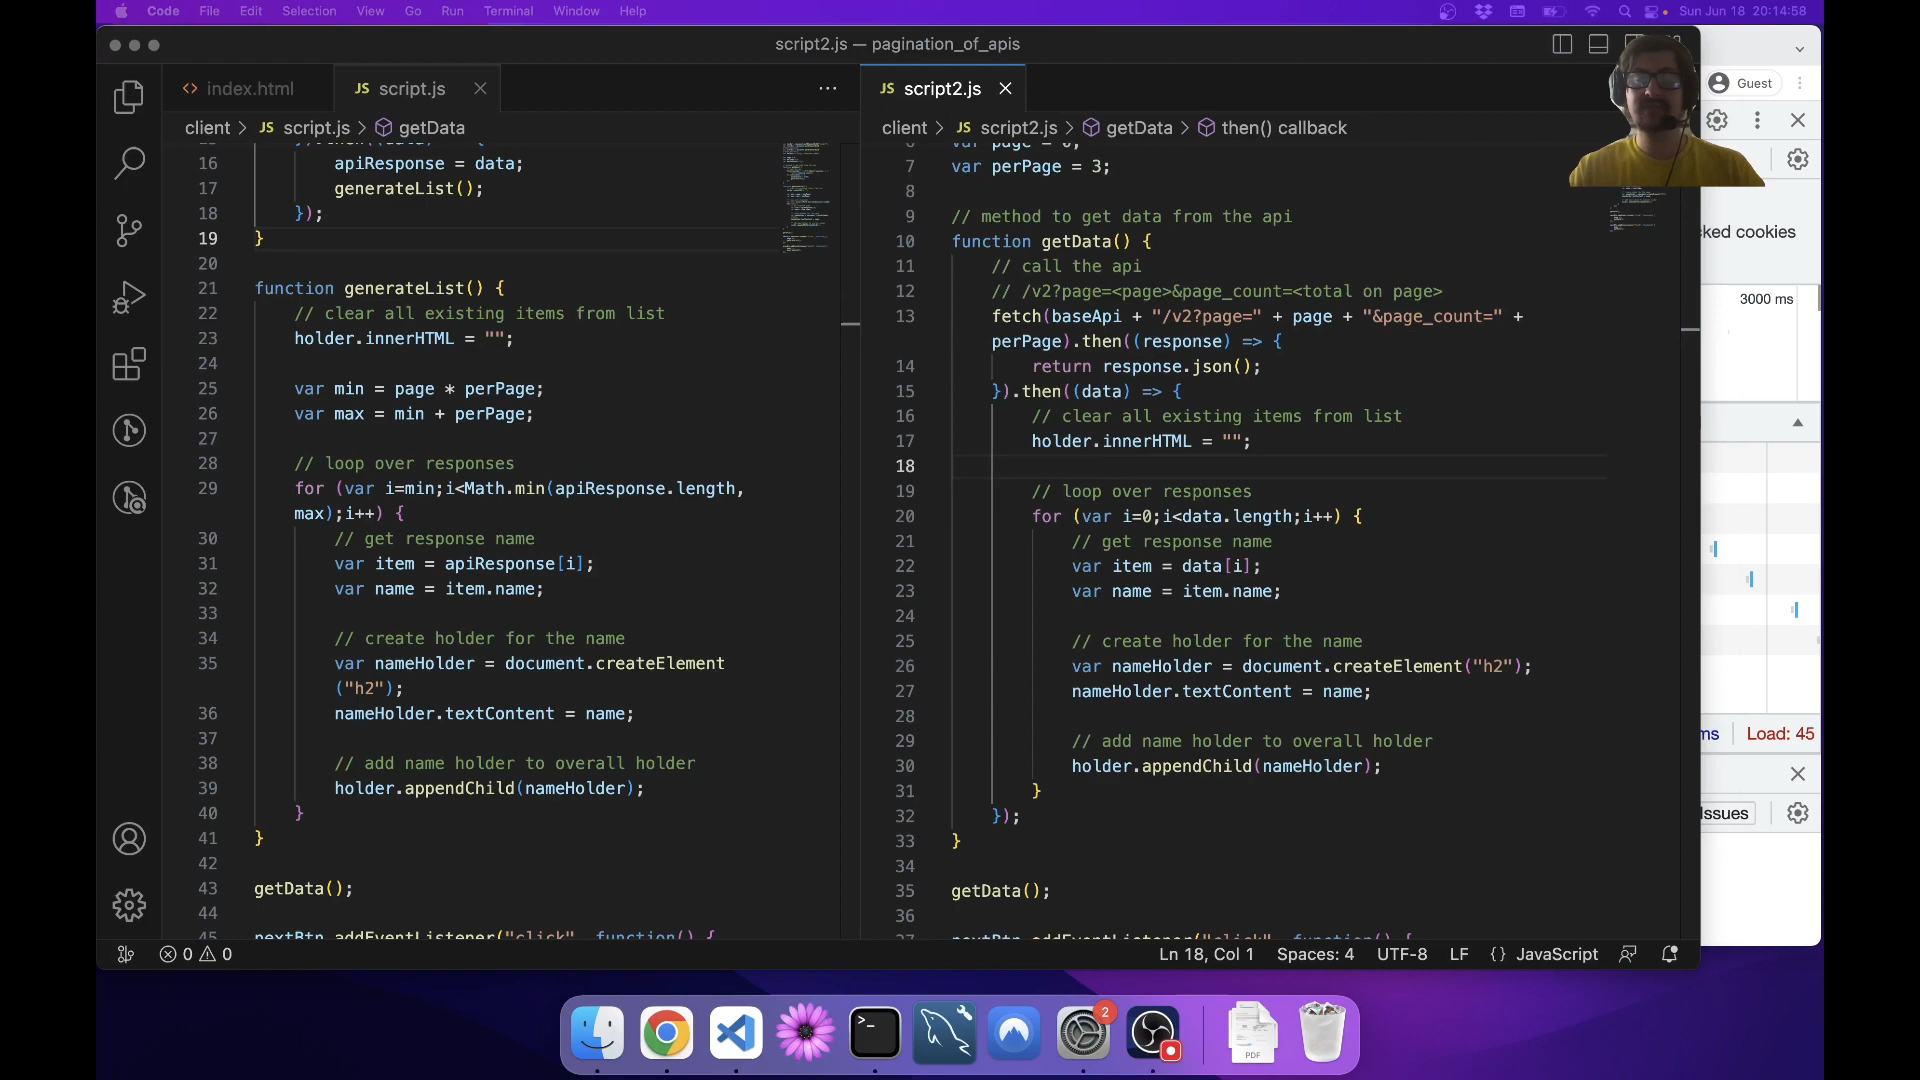 Code File Edit Selection View Go Run Terminal Window Help
Sun Jun 18 20:14:58
script2.js — pagination_of_apis
index.html
JS script.js
JS script2.js
Guest
client > JS script.js > getData
client > JS script2.js > getData > then() callback
16 apiResponse = data;
17 generateList();
18 });
19 }
20
21 function generateList() {
22 // clear all existing items from list
23 holder.innerHTML = "";
24
25 var min = page * perPage;
26 var max = min + perPage;
27
28 // loop over responses
29 for (var i=min;i<Math.min(apiResponse.length,
max);i++) {
30 // get response name
31 var item = apiResponse[i];
32 var name = item.name;
33
34 // create holder for the name
35 var nameHolder = document.createElement
("h2");
36 nameHolder.textContent = name;
37
38 // add name holder to overall holder
39 holder.appendChild(nameHolder);
40 }
41 }
42
43 getData();
44
45 nextBtn.addEventListener("click", function() {
7 var perPage = 3;
8
9 // method to get data from the api
10 function getData() {
11 // call the api
12 // /v2?page=<page>&page_count=<total on page>
13 fetch(baseApi + "/v2?page=" + page + "&page_count=" +
perPage).then((response) => {
14 return response.json();
15 }).then((data) => {
16 // clear all existing items from list
17 holder.innerHTML = "";
18
19 // loop over responses
20 for (var i=0;i<data.length;i++) {
21 // get response name
22 var item = data[i];
23 var name = item.name;
24
25 // create holder for the name
26 var nameHolder = document.createElement("h2");
27 nameHolder.textContent = name;
28
29 // add name holder to overall holder
30 holder.appendChild(nameHolder);
31 }
32 });
33 }
34
35 getData();
36
37 nextBtn.addEventListener("click", function() {
cked cookies
3000 ms
ms Load: 45
Issues
0 0
Ln 18, Col 1 Spaces: 4 UTF-8 LF {} JavaScript
2
PDF